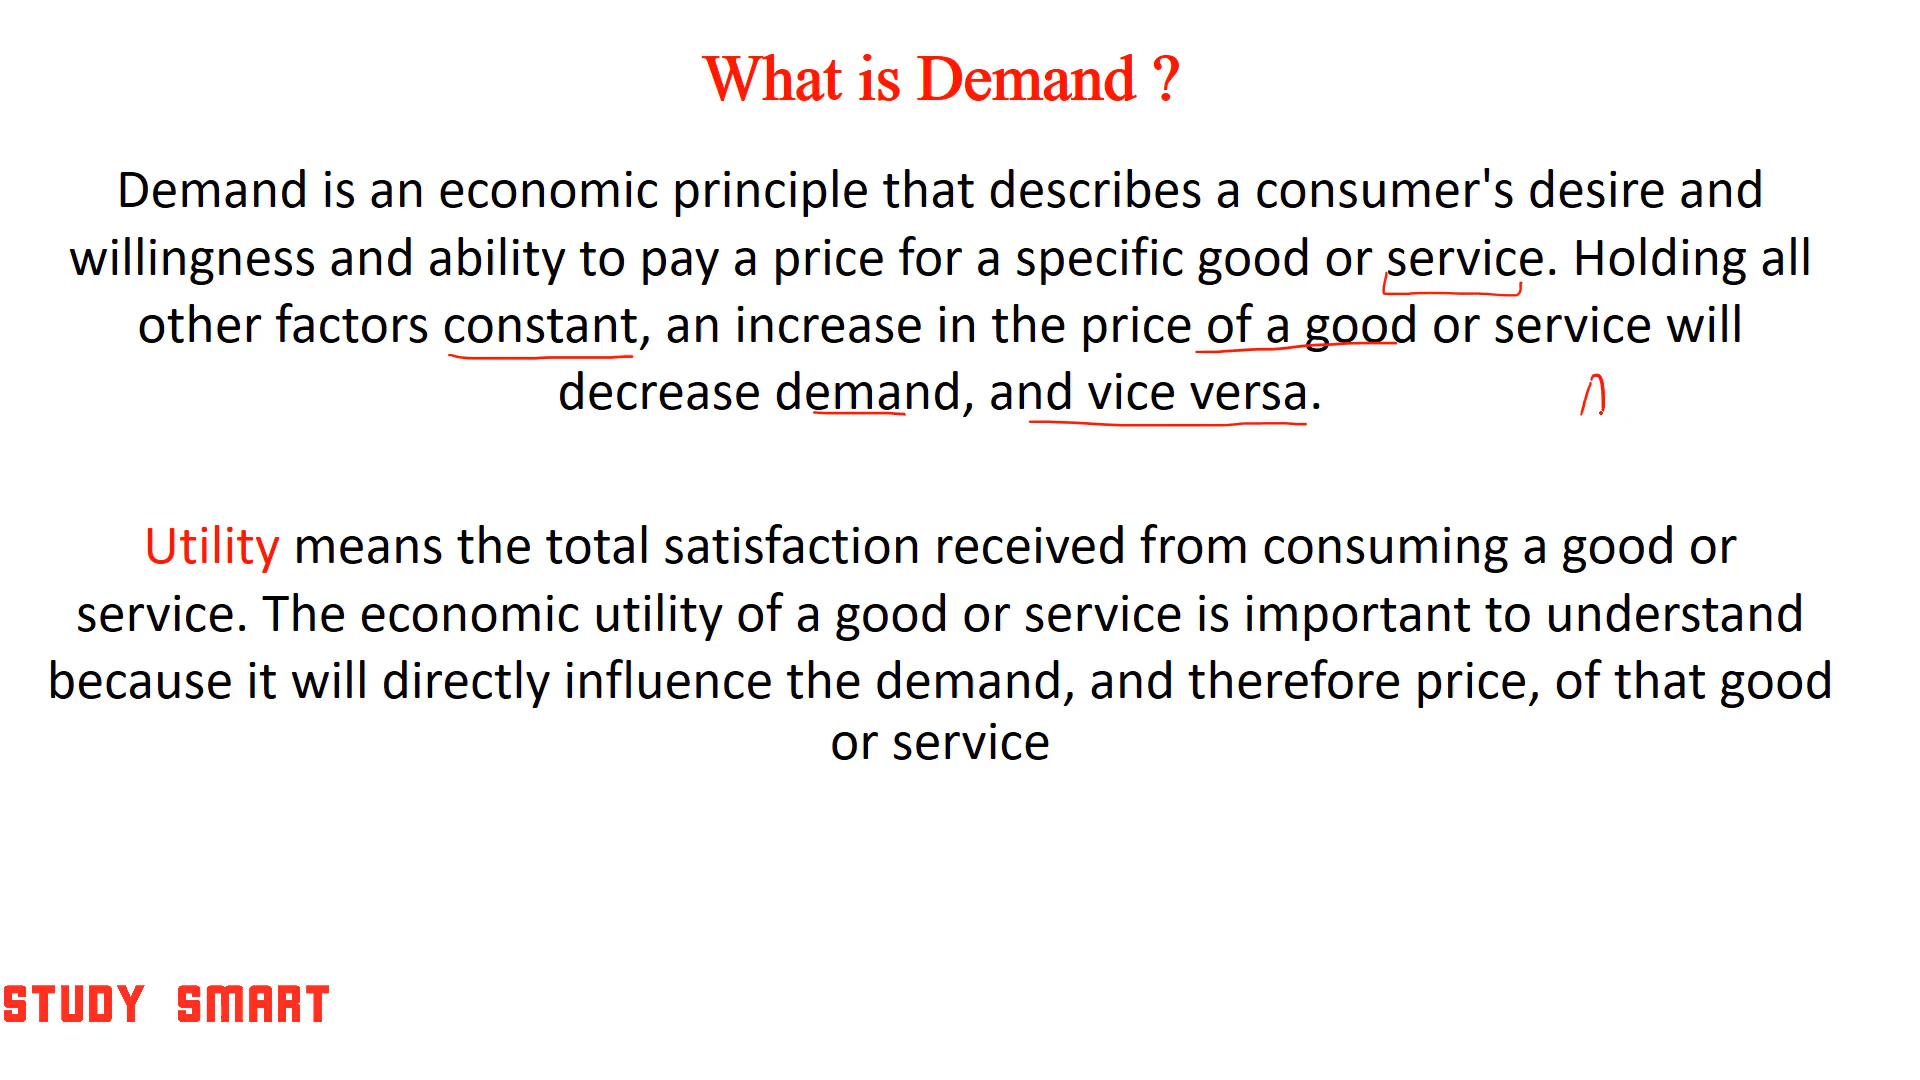 What is Demand ?
Demand is an economic principle that describes a consumer's desire and
willingness and ability to pay a price for a specific good or service. Holding all
other factors constant, an increase in the price of a good or service will
decrease demand, and vice versa.
Utility means the total satisfaction received from consuming a good or
service. The economic utility of a good or service is important to understand
because it will directly influence the demand, and therefore price, of that good
or service
STUDY SMART